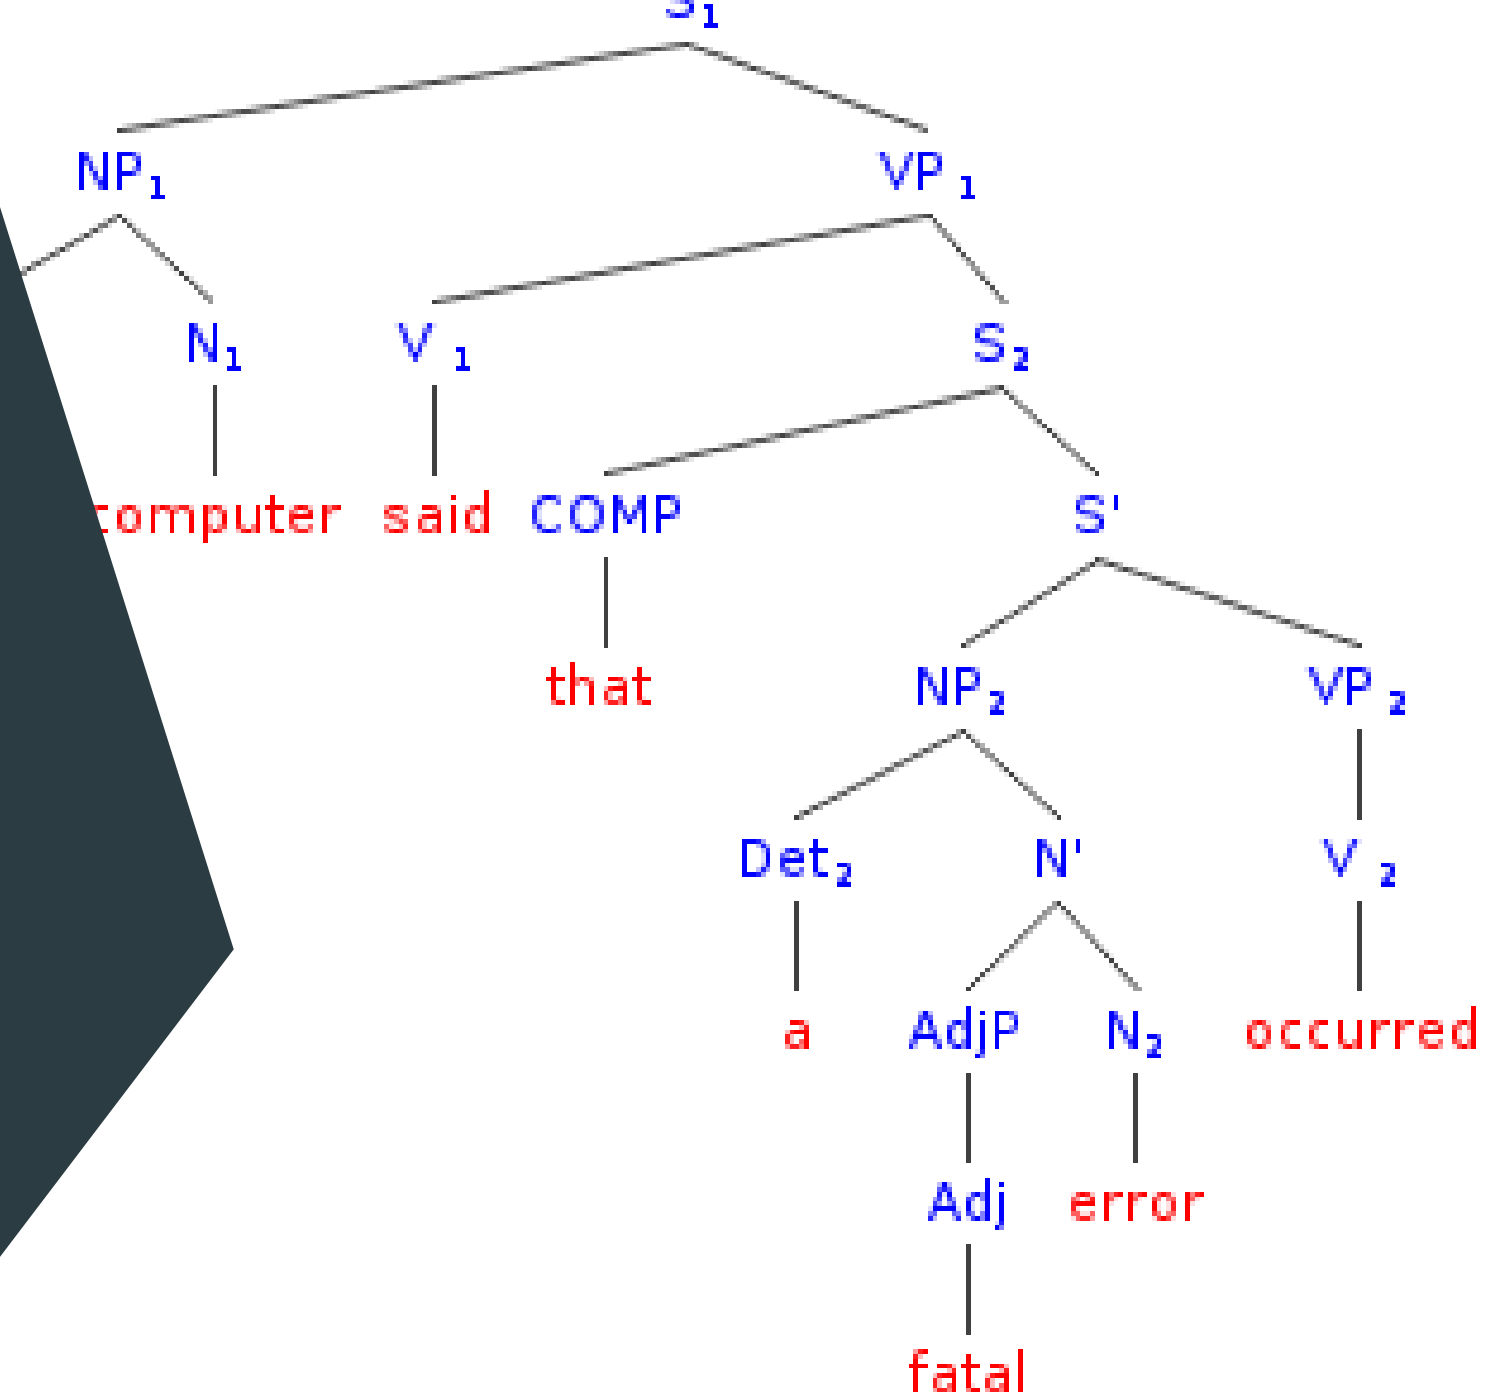 S₁
NP₁ VP₁
N₁ V₁ S₂
computer said COMP S'
that NP₂ VP₂
Det₂ N' V₂
a AdjP N₂ occurred
Adj error
fatal